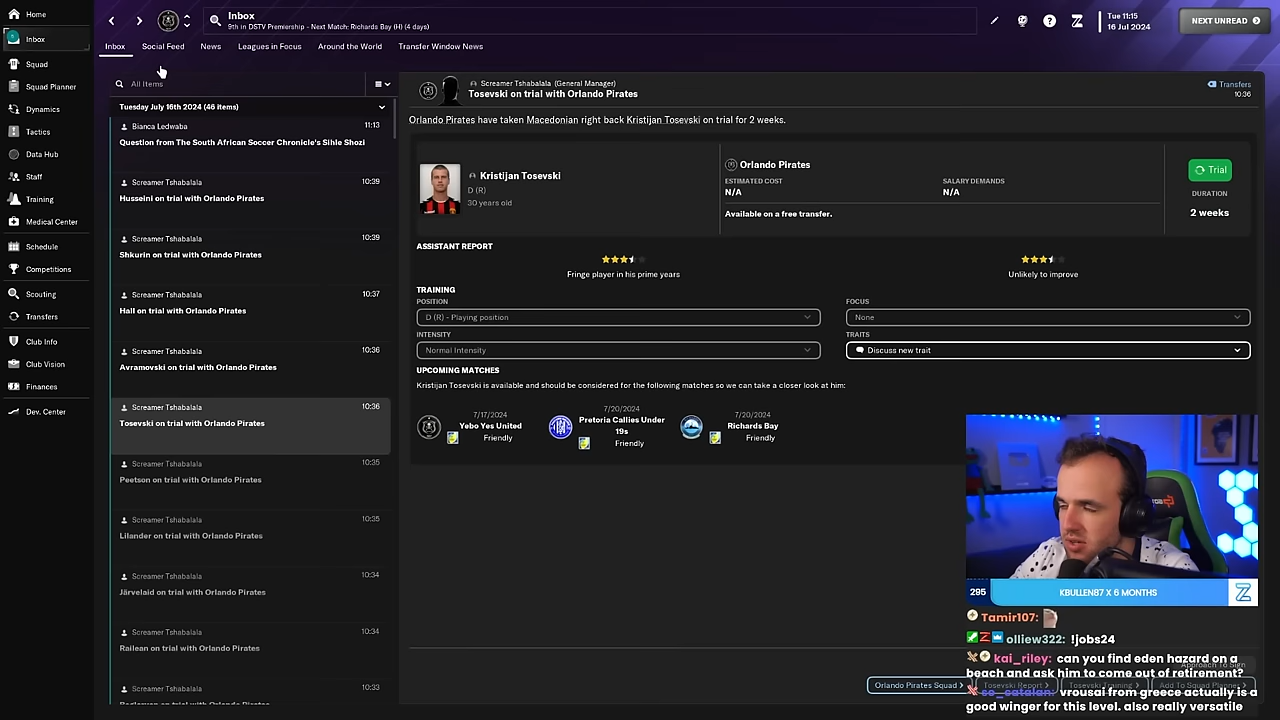 Home
Inbox
Squad
Squad Planner
Dynamics
Tactics
Data Hub
Staff
Training
Medical Center
Schedule
Competitions
Scouting
Transfers
Club Info
Club Vision
Finances
Dev. Center
Inbox
9th in DSTV Premiership - Next Match: Richards Bay (H) (4 days)
Tue 11:15
16 Jul 2024
NEXT UNREAD
Inbox
Social Feed
News
Leagues in Focus
Around the World
Transfer Window News
All Items
Tuesday July 16th 2024 (46 items)
Bianca Ledwaba 11:13
Question from The South African Soccer Chronicle's Sihle Shozi
Screamer Tshabalala 10:39
Husseini on trial with Orlando Pirates
Screamer Tshabalala 10:39
Shkurin on trial with Orlando Pirates
Screamer Tshabalala 10:37
Hall on trial with Orlando Pirates
Screamer Tshabalala 10:36
Avramovski on trial with Orlando Pirates
Screamer Tshabalala 10:36
Tosevski on trial with Orlando Pirates
Screamer Tshabalala 10:35
Peetson on trial with Orlando Pirates
Screamer Tshabalala 10:35
Lilander on trial with Orlando Pirates
Screamer Tshabalala 10:34
Järvelaid on trial with Orlando Pirates
Screamer Tshabalala 10:34
Railean on trial with Orlando Pirates
Screamer Tshabalala 10:33
on trial with Orlando Pirates
Screamer Tshabalala (General Manager)
Tosevski on trial with Orlando Pirates
Transfers
10:36
Orlando Pirates have taken Macedonian right back Kristijan Tosevski on trial for 2 weeks.
Kristijan Tosevski
D (R)
30 years old
Orlando Pirates
ESTIMATED COST
N/A
SALARY DEMANDS
N/A
Available on a free transfer.
Trial
DURATION
2 weeks
ASSISTANT REPORT
Fringe player in his prime years
Unlikely to improve
TRAINING
POSITION
D (R) - Playing position
FOCUS
None
INTENSITY
Normal Intensity
TRAITS
Discuss new trait
UPCOMING MATCHES
Kristijan Tosevski is available and should be considered for the following matches so we can take a closer look at him:
7/17/2024
Yebo Yes United
Friendly
7/20/2024
Pretoria Callies Under
19s
Friendly
7/20/2024
Richards Bay
Friendly
295
KBULLEN87 X 6 MONTHS
Z
Tamir107:
olliew322: !jobs24
Approach To Sign
kai_riley: can you find eden hazard on a
beach and ask him to come out of retirement?
Orlando Pirates Squad
Tosevski Report
Tosevski Training
Add To Squad Planner
so_catalan: vrousai from greece actually is a
good winger for this level. also really versatile